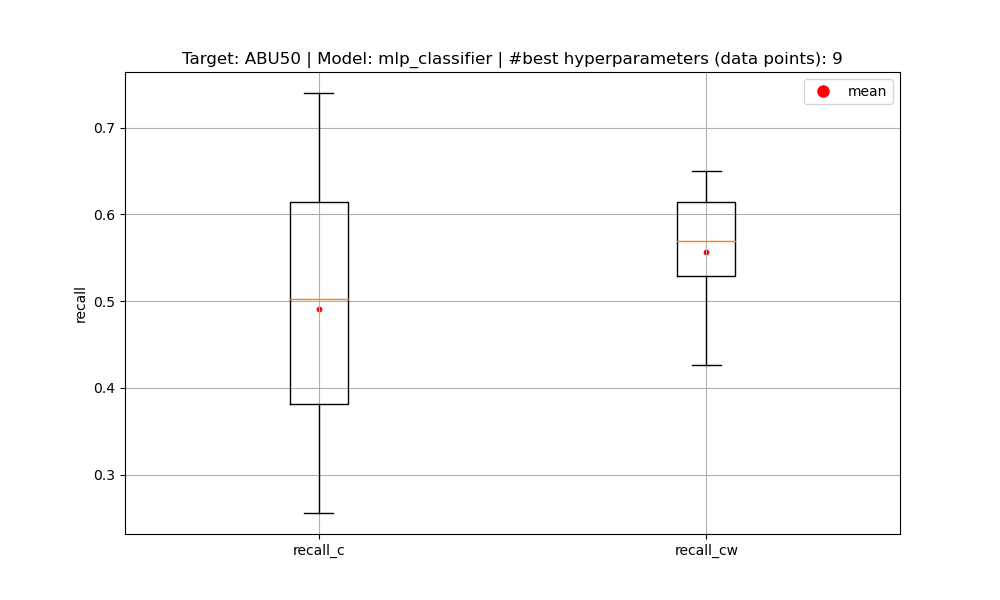 Target: ABU50 | Model: mlp_classifier | #best hyperparameters (data points): 9
mean
0.7
0.6
0.5
0.4
0.3
recall
recall_c
recall_cw